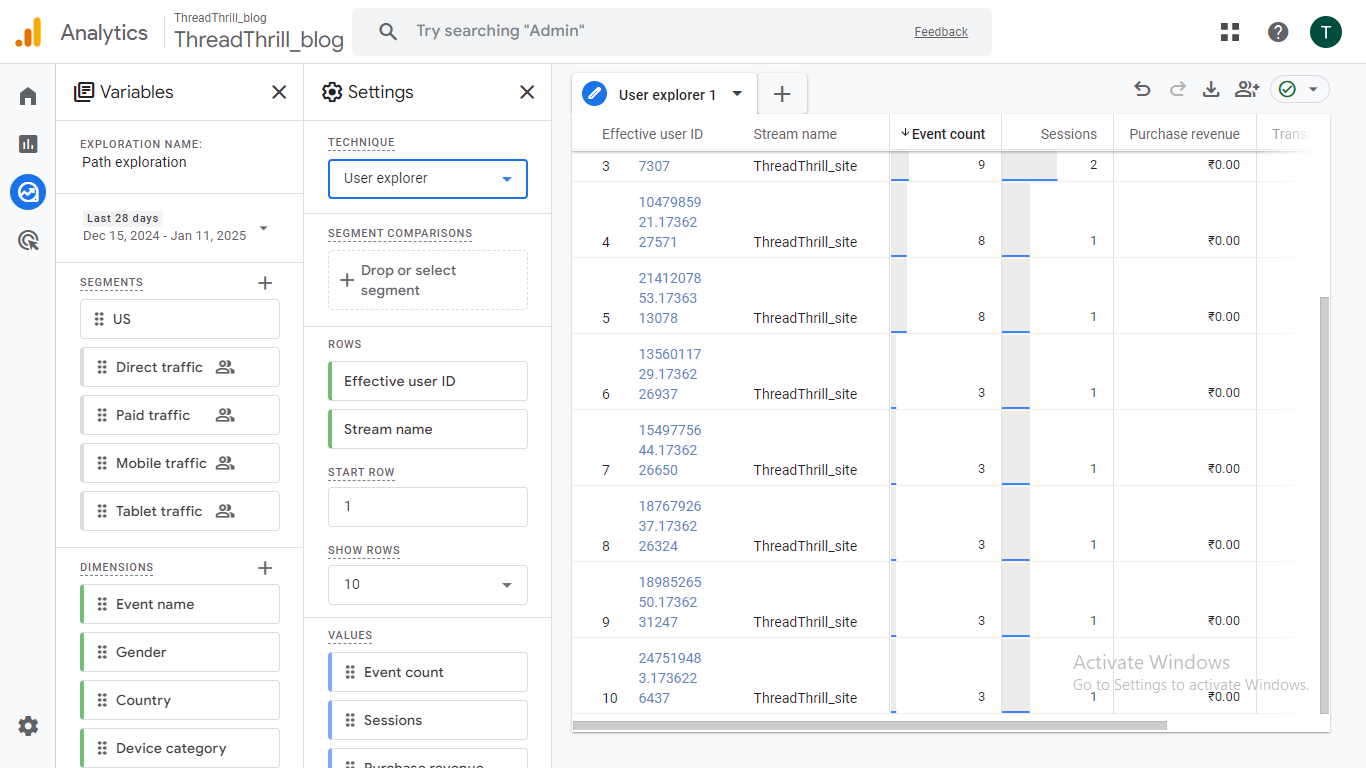 Analytics
ThreadThrill_blog
ThreadThrill_blog
Try searching "Admin"
Feedback
T
Variables
EXPLORATION NAME:
Path exploration
Last 28 days
Dec 15, 2024 - Jan 11, 2025
SEGMENTS
US
Direct traffic
Paid traffic
Mobile traffic
Tablet traffic
DIMENSIONS
Event name
Gender
Country
Device category
Settings
TECHNIQUE
User explorer
SEGMENT COMPARISONS
Drop or select
segment
ROWS
Effective user ID
Stream name
START ROW
1
SHOW ROWS
10
VALUES
Event count
Sessions
Purchase revenue
User explorer 1
Effective user ID Stream name Event count Sessions Purchase revenue Transa
3 7307 ThreadThrill_site 9 2 ₹0.00
10479859
21.17362
4 27571 ThreadThrill_site 8 1 ₹0.00
21412078
53.17363
5 13078 ThreadThrill_site 8 1 ₹0.00
13560117
29.17362
6 26937 ThreadThrill_site 3 1 ₹0.00
15497756
44.17362
7 26650 ThreadThrill_site 3 1 ₹0.00
18767926
37.17362
8 26324 ThreadThrill_site 3 1 ₹0.00
18985265
50.17362
9 31247 ThreadThrill_site 3 1 ₹0.00
24751948
3.173622
10 6437 ThreadThrill_site 3 1 ₹0.00
Activate Windows
Go to Settings to activate Windows.